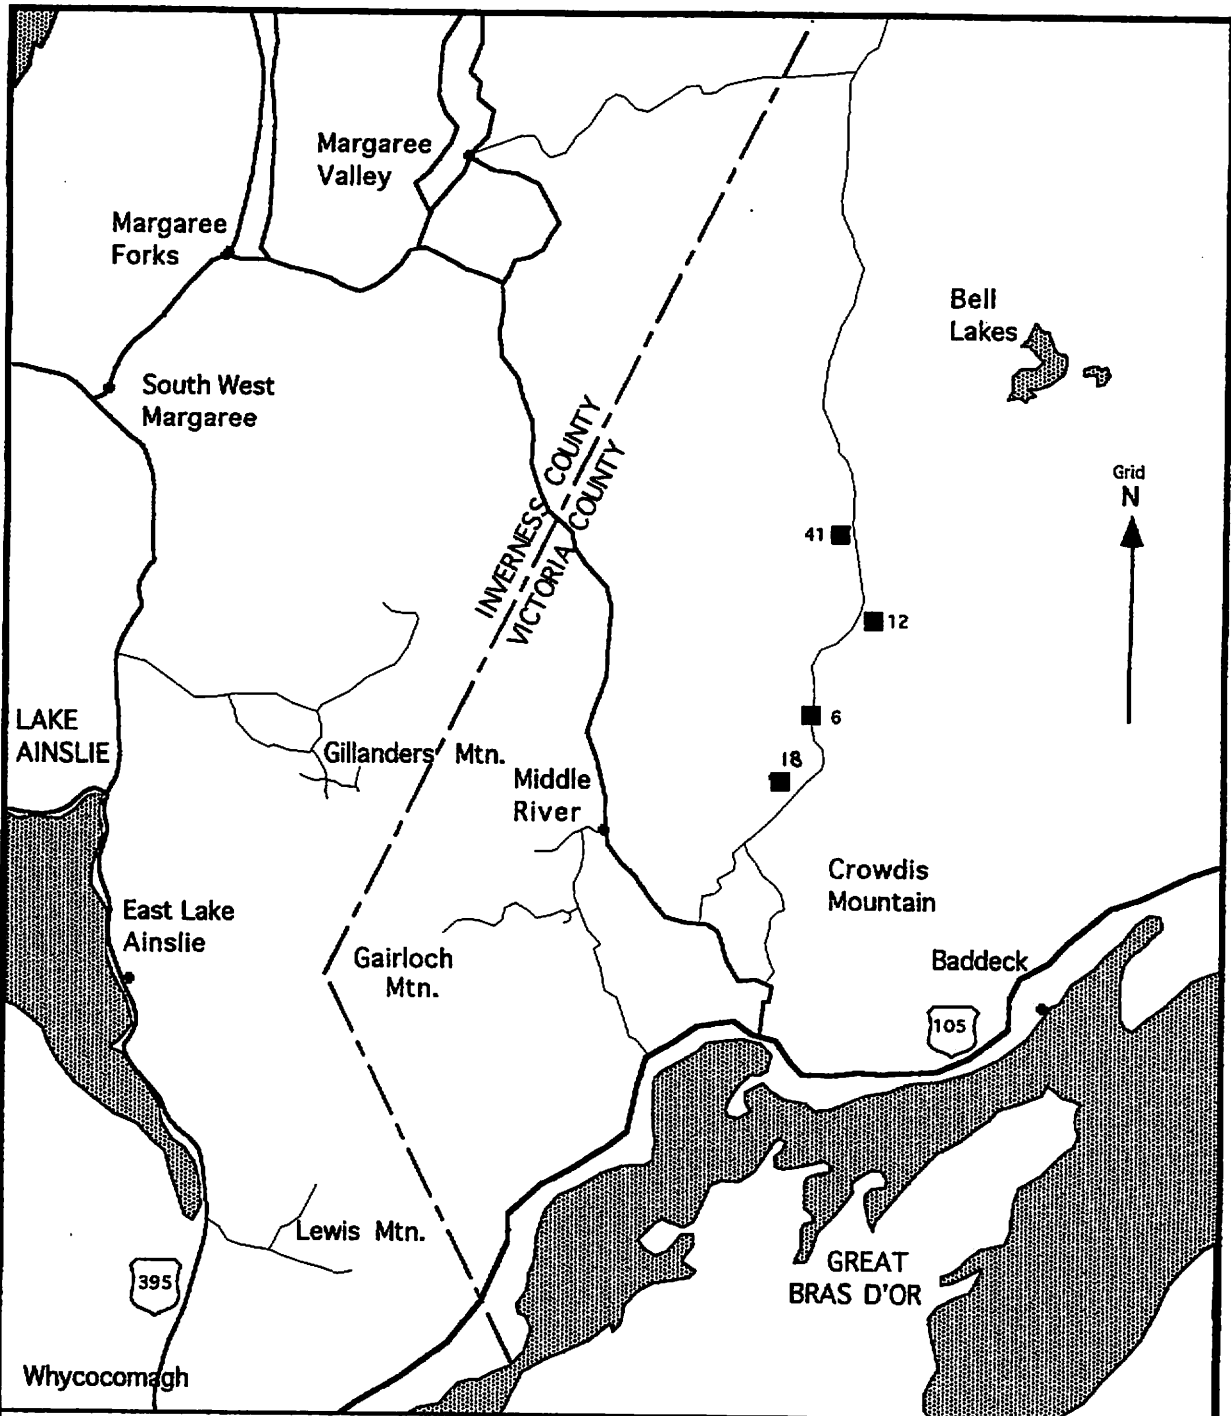 Margaree
Valley
Margaree
Forks
Bell
Lakes
South West
Margaree
INVERNESS COUNTY
VICTORIA COUNTY
Grid
N
41
12
6
18
LAKE
AINSLIE
Gillanders Mtn.
Middle
River
Crowdis
Mountain
East Lake
Ainslie
Gairloch
Mtn.
Baddeck
105
Lewis Mtn.
395
GREAT
BRAS D'OR
Whycocomagh